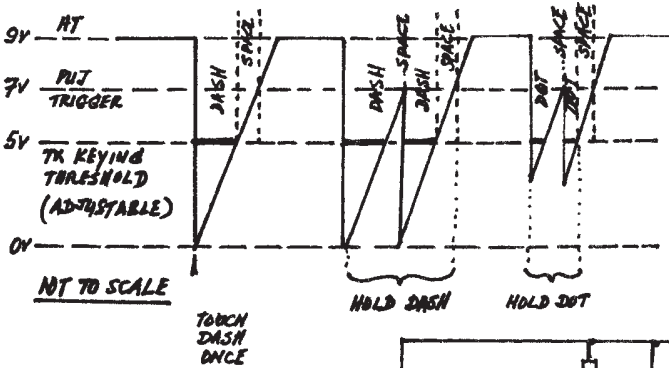 9V
HT
7V
PUJ
TRIGGER
5V
TX KEYING
THRESHOLD
(ADJUSTABLE)
0V
NOT TO SCALE
DASH
SPACE
DASH
SPACE
DASH
SPACE
DOT
SPACE
DOT
SPACE
TOUCH
DASH
ONCE
HOLD DASH
HOLD DOT